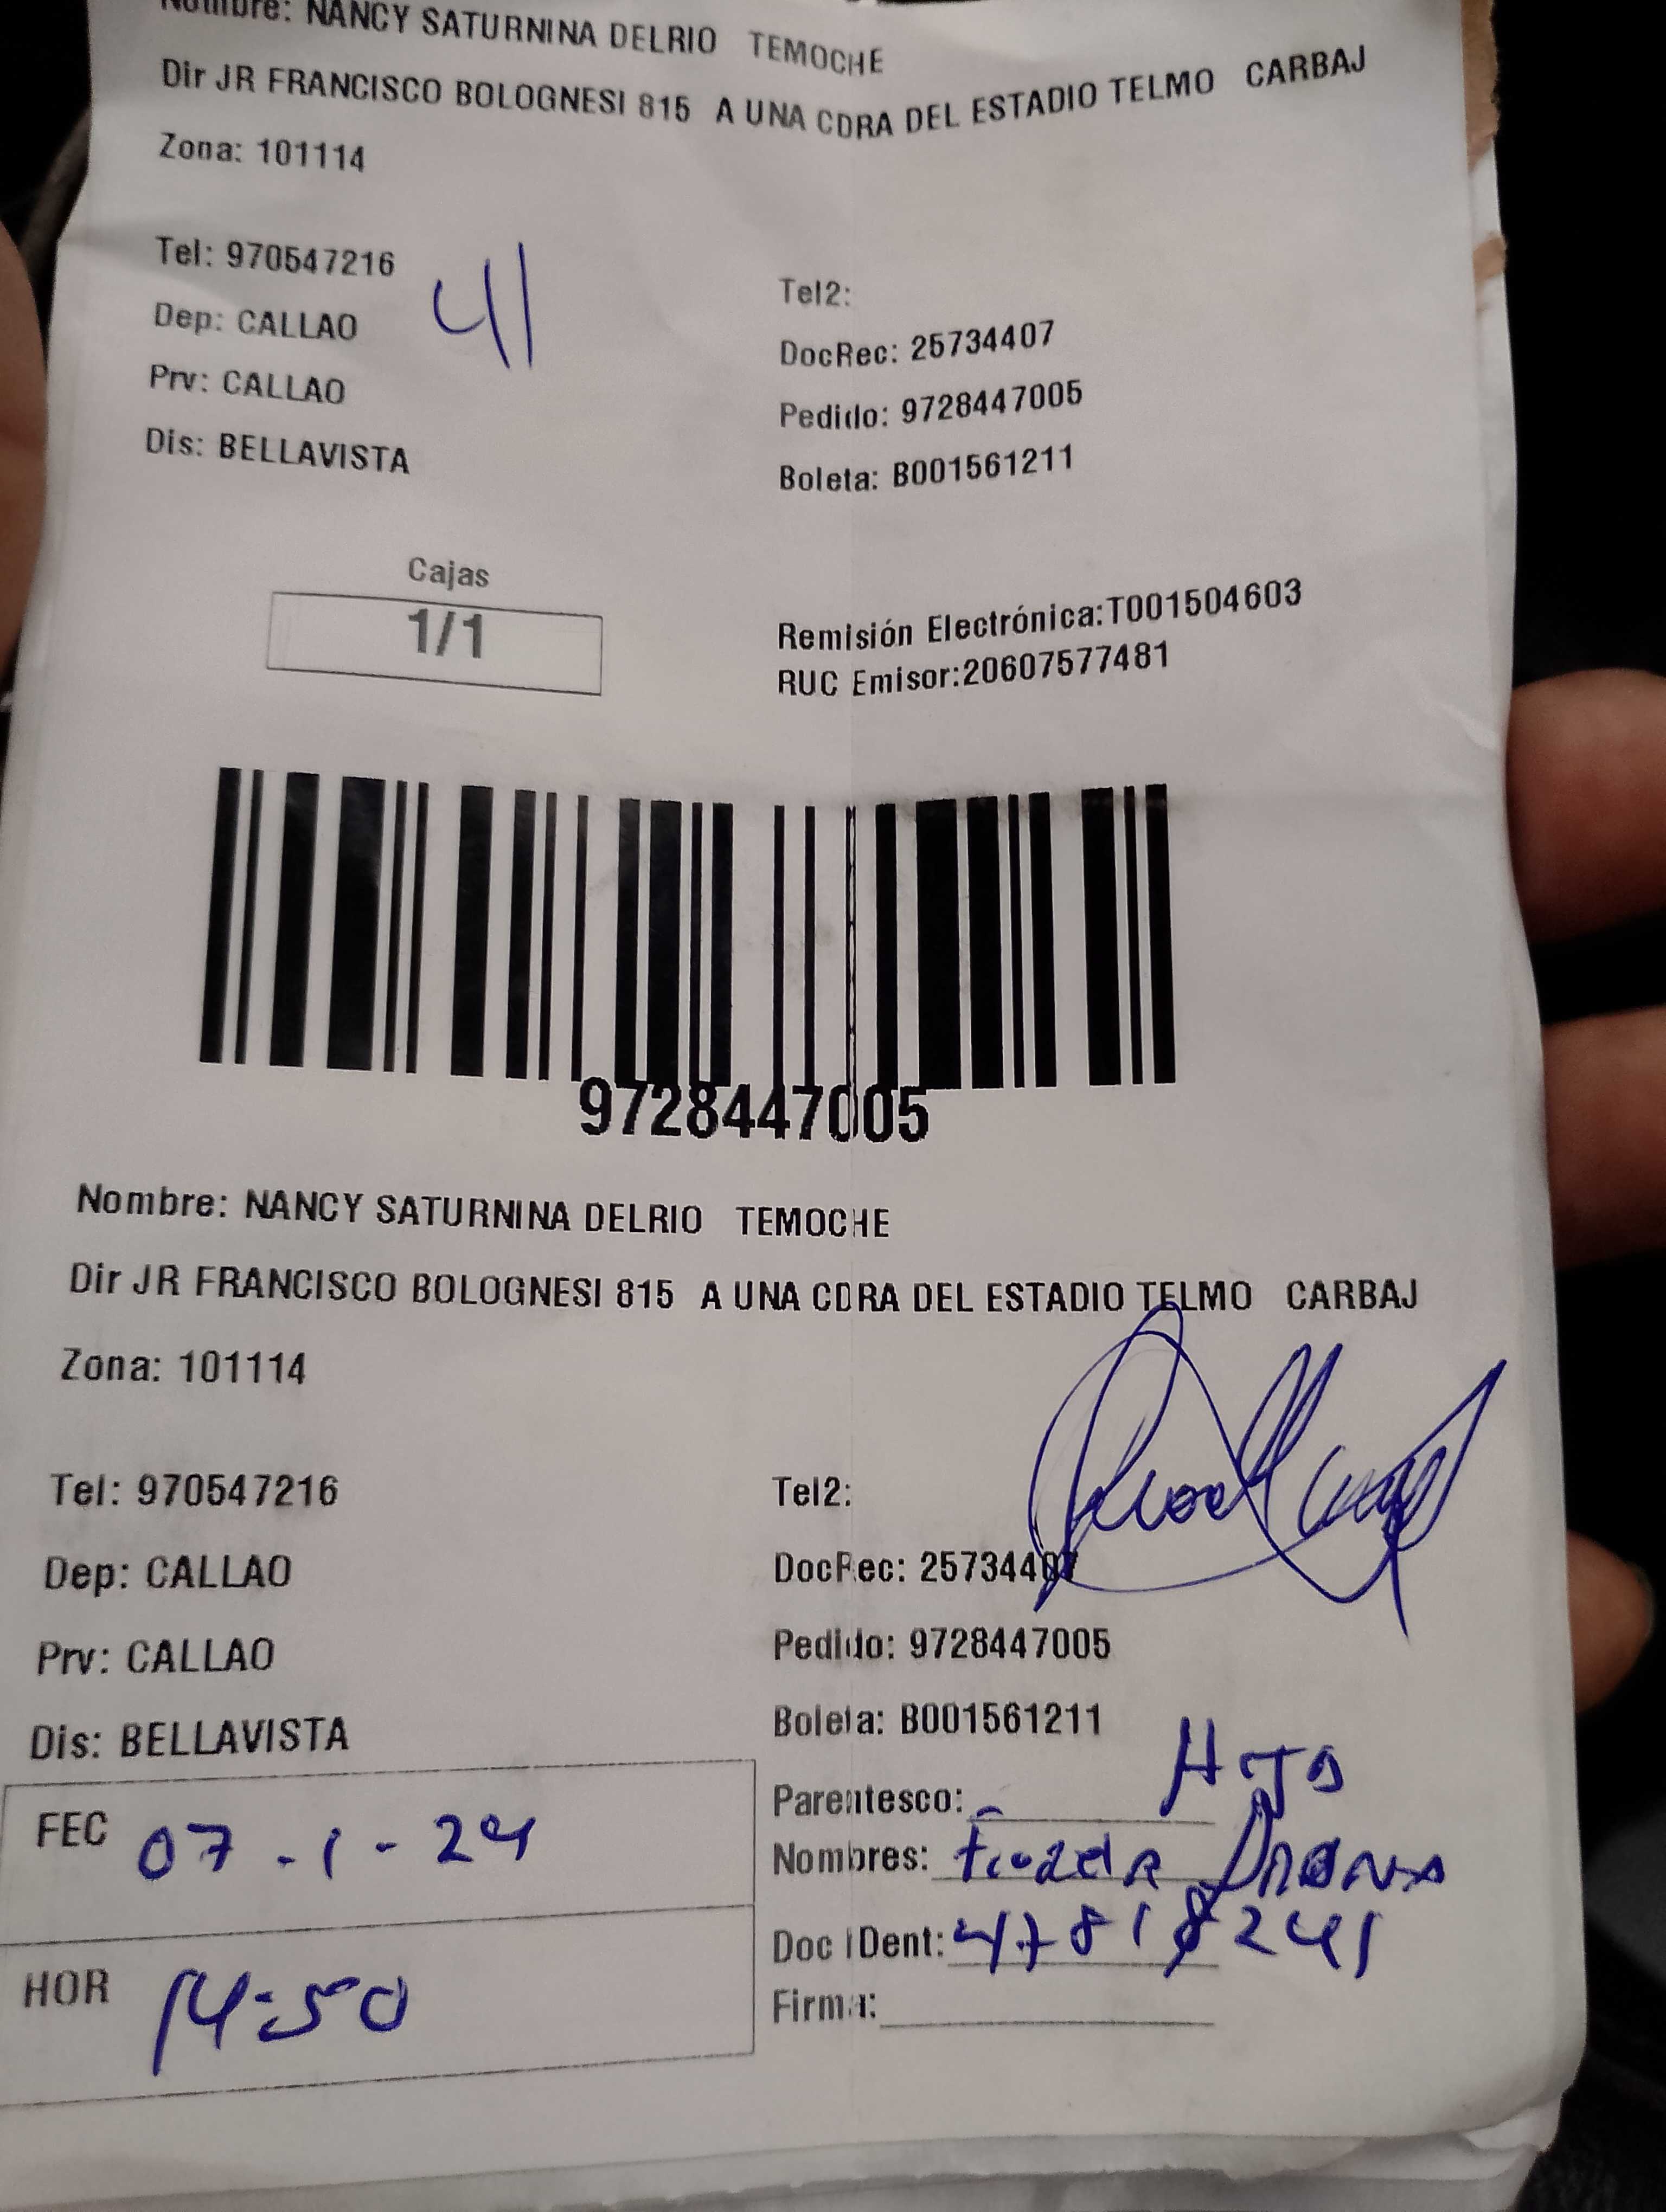 Nombre: NANCY SATURNINA DELRIO TEMOCHE
Dir JR FRANCISCO BOLOGNESI 815 A UNA CDRA DEL ESTADIO TELMO CARBAJ
Zona: 101114
Tel: 970547216
41
Tel2:
Dep: CALLAO
DocRec: 25734407
Prv: CALLAO
Pedido: 9728447005
Dis: BELLAVISTA
Boleta: B001561211
Cajas
1/1
Remisión Electrónica:T001504603
RUC Emisor:20607577481
9728447005
Nombre: NANCY SATURNINA DELRIO TEMOCHE
Dir JR FRANCISCO BOLOGNESI 815 A UNA CDRA DEL ESTADIO TELMO CARBAJ
Zona: 101114
Tel: 970547216
Tel2:
Dep: CALLAO
DocRec: 25734407
Prv: CALLAO
Pedido: 9728447005
Dis: BELLAVISTA
Boleta: B001561211
FEC 07-1-24
Parentesco:
Nombres:
Doc IDent: 47818241
HOR 14:50
Firma: